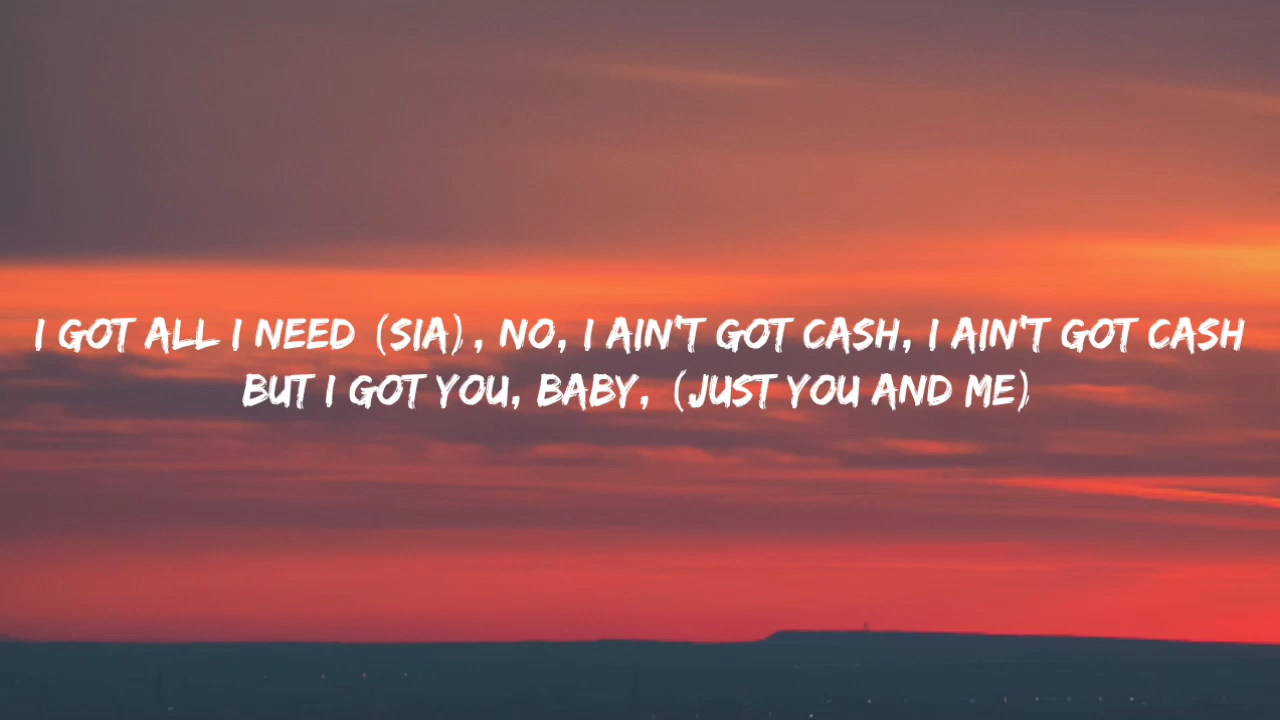 I GOT ALL I NEED (SIA), NO, I AIN'T GOT CASH, I AIN'T GOT CASH
BUT I GOT YOU, BABY, (JUST YOU AND ME)